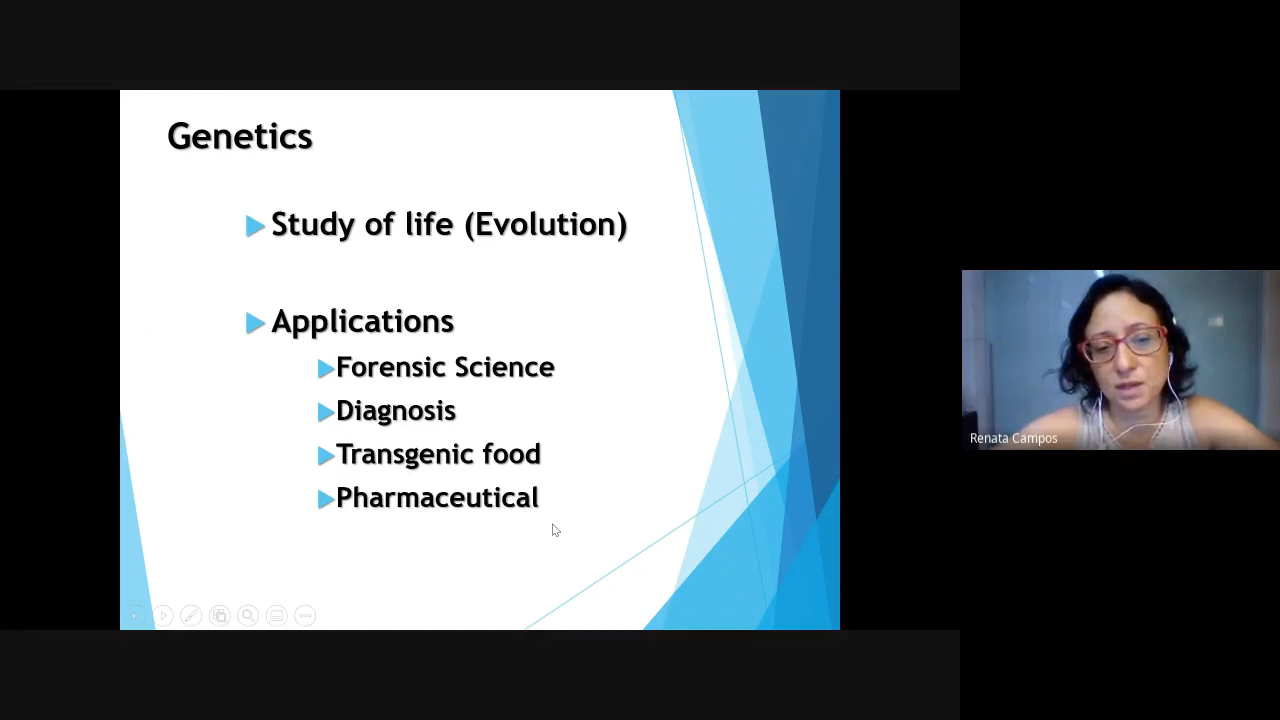 Genetics
Study of life (Evolution)
Applications
Forensic Science
Diagnosis
Transgenic food
Pharmaceutical
Renata Campos